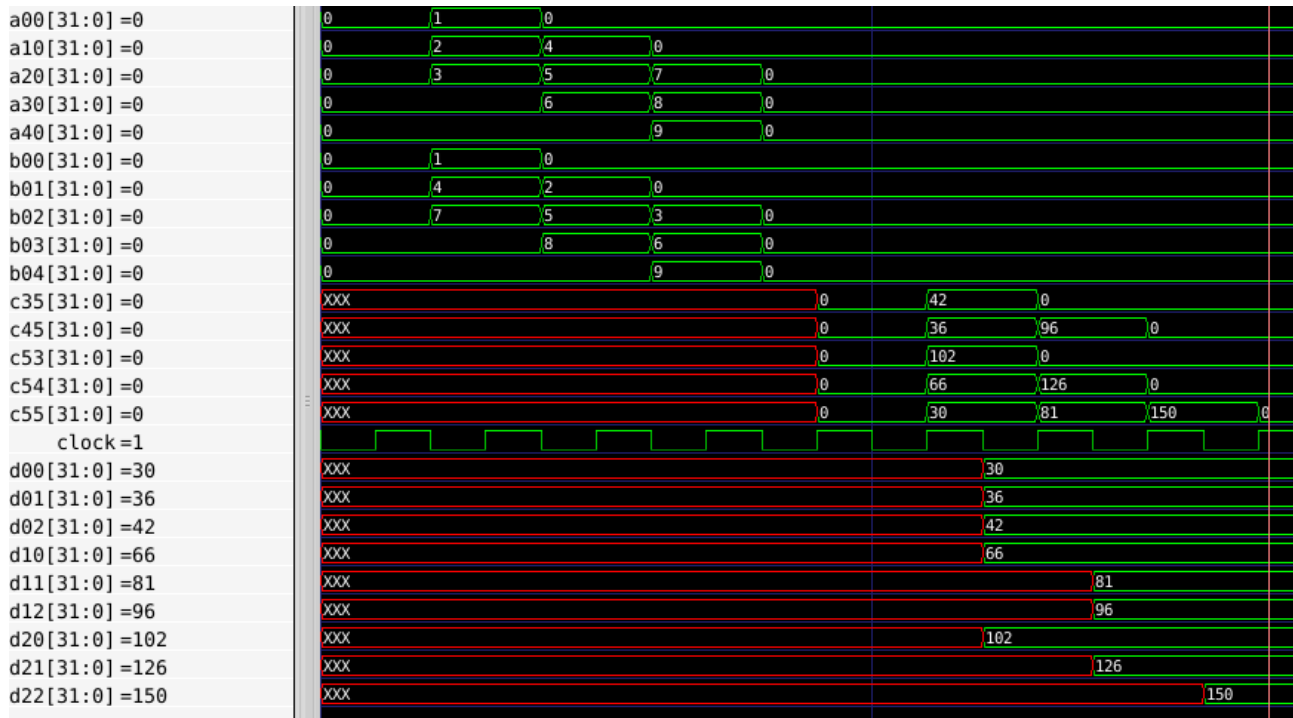 a00[31:0]=0 0 1 0
a10[31:0]=0 0 2 4 0
a20[31:0]=0 0 3 5 7 0
a30[31:0]=0 0 6 8 0
a40[31:0]=0 0 9 0
b00[31:0]=0 0 1 0
b01[31:0]=0 0 4 2 0
b02[31:0]=0 0 7 5 3 0
b03[31:0]=0 0 8 6 0
b04[31:0]=0 0 9 0
c35[31:0]=0 XXX 0 42 0
c45[31:0]=0 XXX 0 36 96 0
c53[31:0]=0 XXX 0 102 0
c54[31:0]=0 XXX 0 66 126 0
c55[31:0]=0 XXX 0 30 81 150 0
clock=1
d00[31:0]=30 XXX 30
d01[31:0]=36 XXX 36
d02[31:0]=42 XXX 42
d10[31:0]=66 XXX 66
d11[31:0]=81 XXX 81
d12[31:0]=96 XXX 96
d20[31:0]=102 XXX 102
d21[31:0]=126 XXX 126
d22[31:0]=150 XXX 150